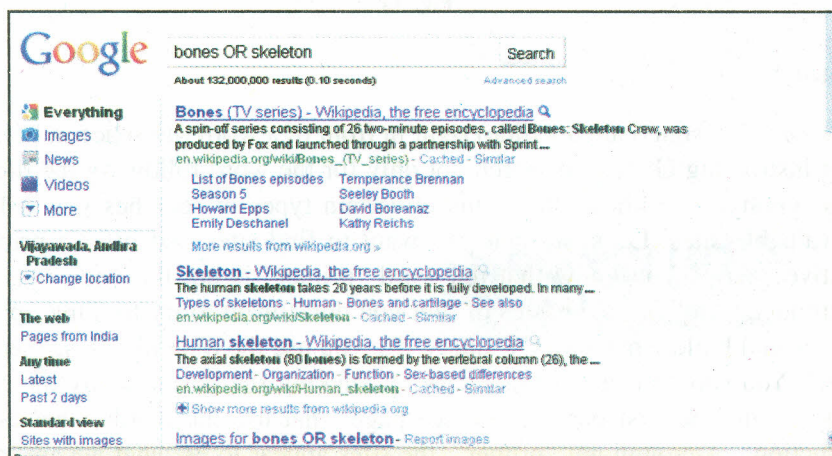 Google
bones OR skeleton Search
About 132,000,000 results (0.10 seconds) Advanced search
Everything
Images
News
Videos
More
Vijayawada, Andhra
Pradesh
Change location
The web
Pages from India
Any time
Latest
Past 2 days
Standard view
Sites with images
Bones (TV series) - Wikipedia, the free encyclopedia
A spin-off series consisting of 26 two-minute episodes, called Bones: Skeleton Crew, was
produced by Fox and launched through a partnership with Sprint ...
en.wikipedia.org/wiki/Bones_(TV_series) - Cached - Similar
List of Bones episodes Temperance Brennan
Season 5 Seeley Booth
Howard Epps David Boreanaz
Emily Deschanel Kathy Reichs
More results from wikipedia.org »
Skeleton - Wikipedia, the free encyclopedia
The human skeleton takes 20 years before it is fully developed. In many ...
Types of skeletons - Human - Bones and cartilage - See also
en.wikipedia.org/wiki/Skeleton - Cached - Similar
Human skeleton - Wikipedia, the free encyclopedia
The axial skeleton (80 bones) is formed by the vertebral column (26), the ...
Development - Organization - Function - Sex-based differences
en.wikipedia.org/wiki/Human_skeleton - Cached - Similar
Show more results from wikipedia.org
Images for bones OR skeleton - Report images